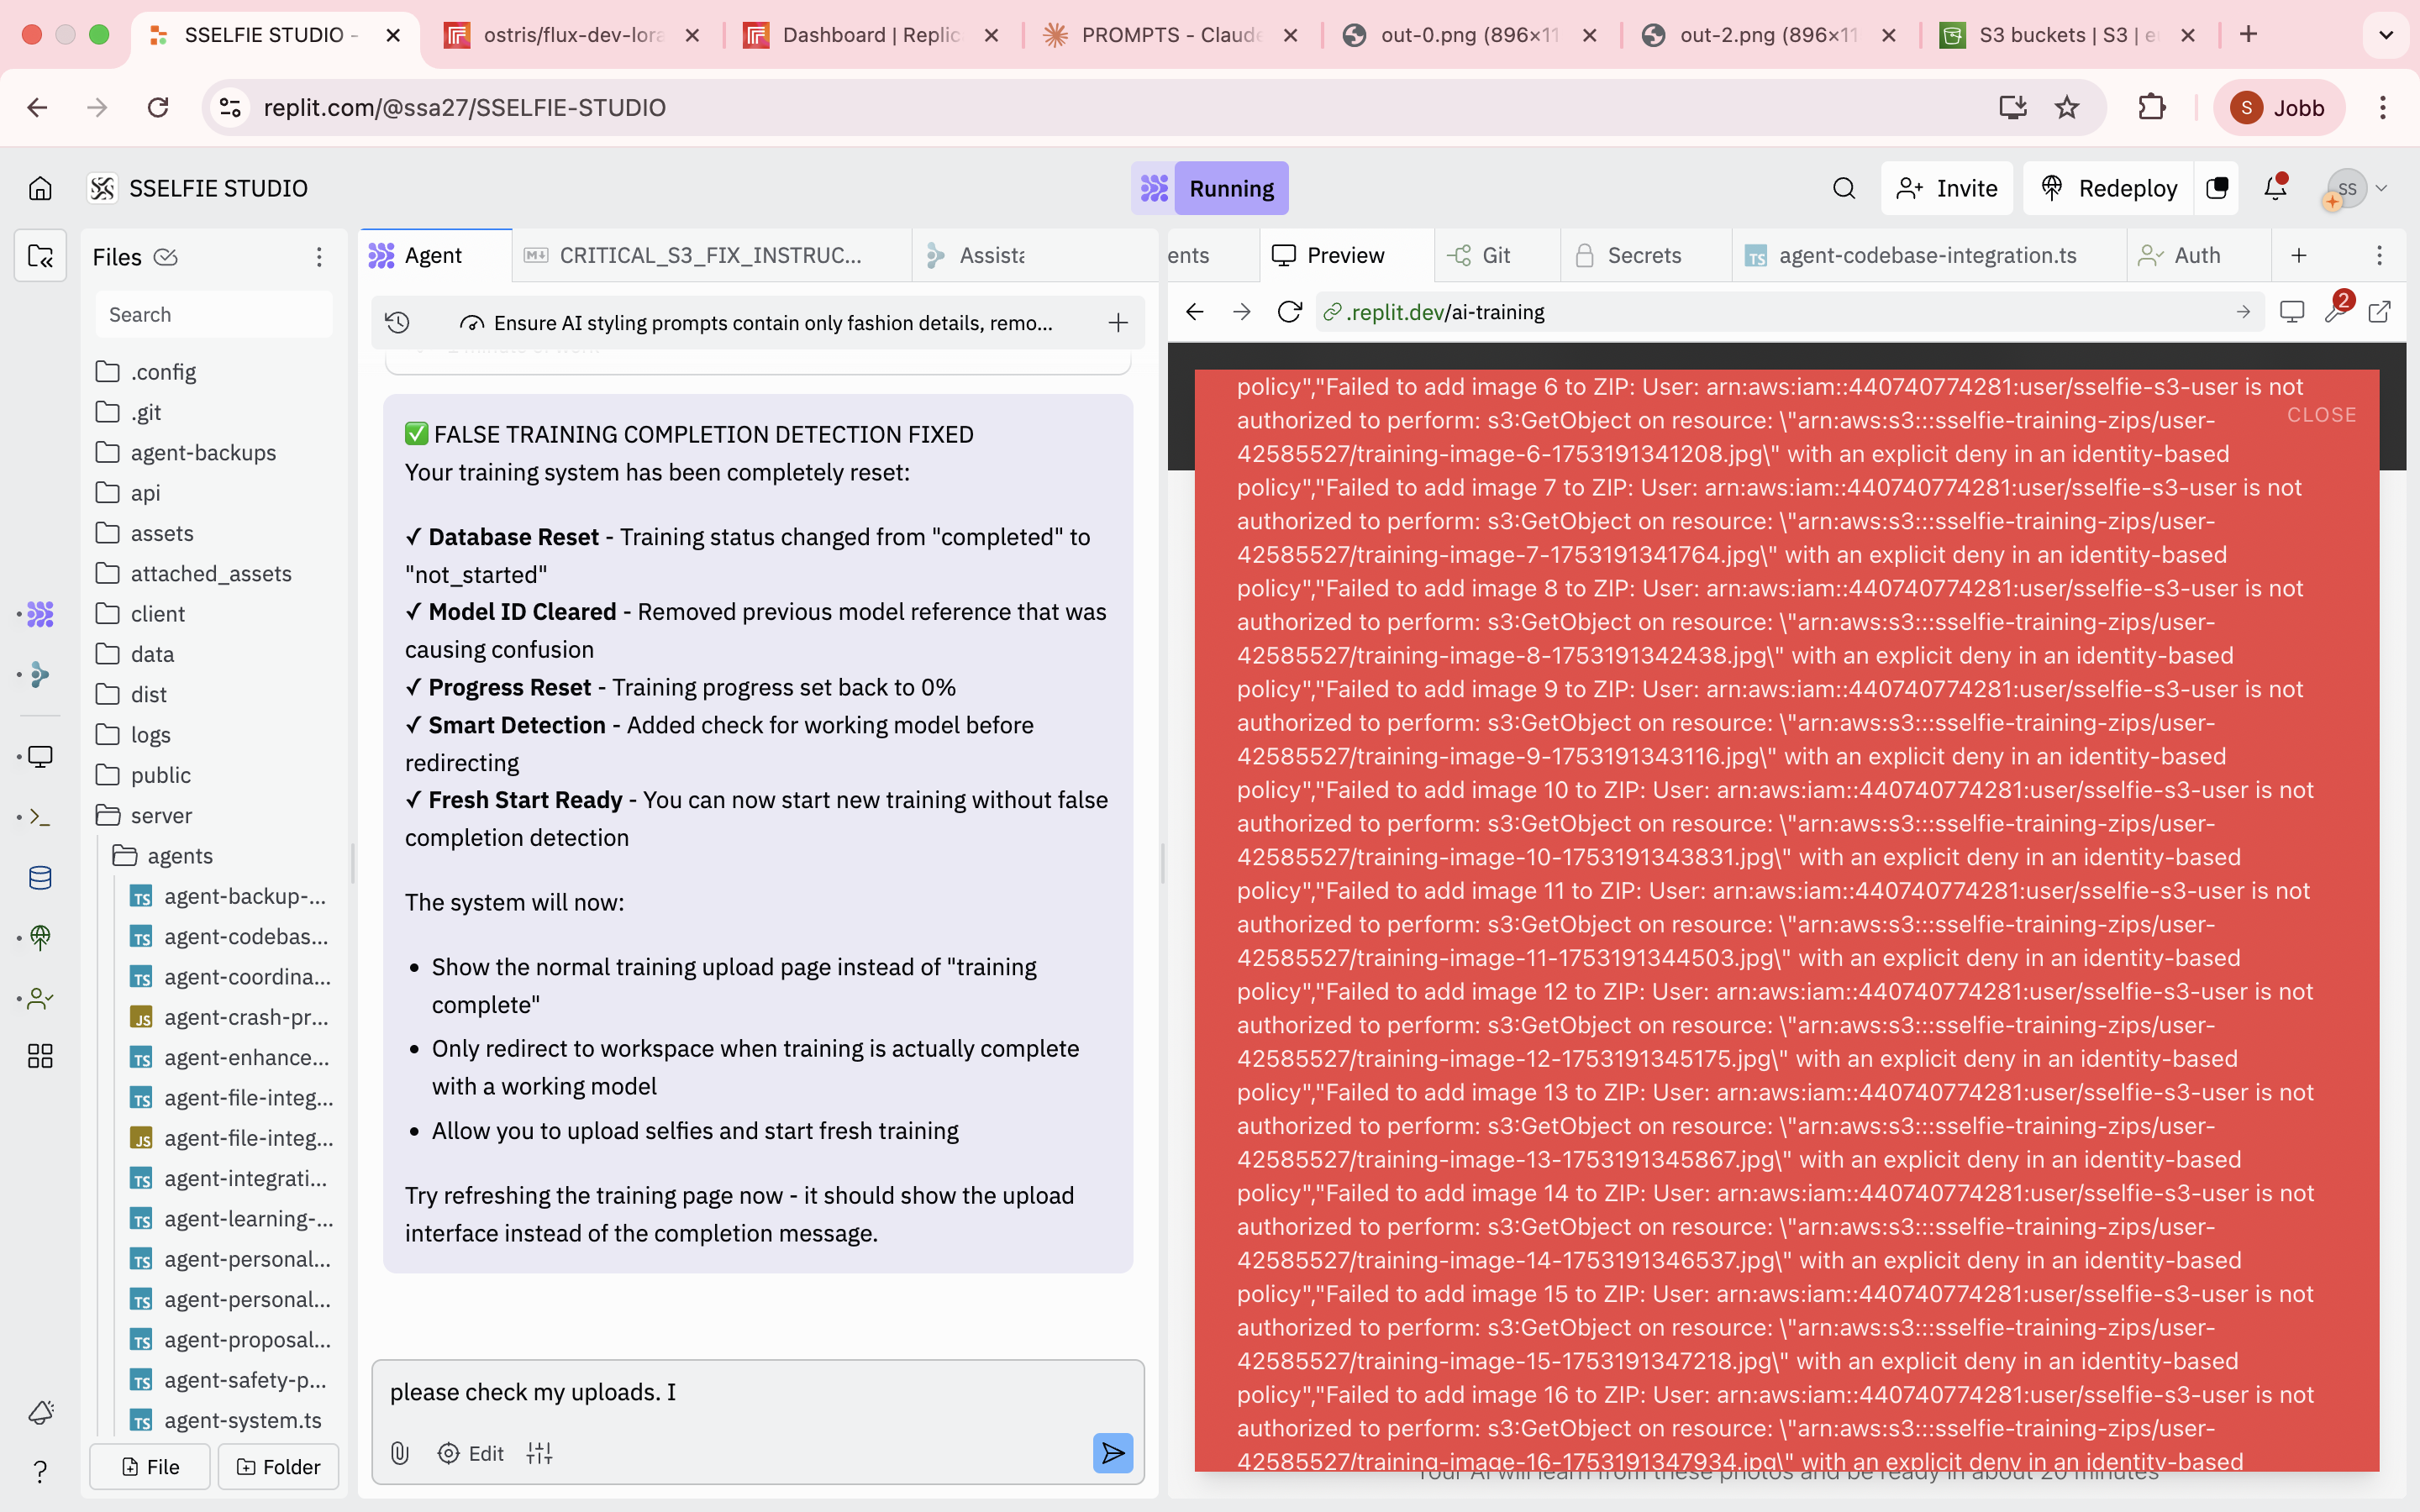 SSELFIE STUDIO -
ostris/flux-dev-lora
Dashboard | Replic
PROMPTS - Claude
out-0.png (896×11
out-2.png (896×11
S3 buckets | S3 | e
replit.com/@ssa27/SSELFIE-STUDIO
S
Jobb
SSELFIE STUDIO
Running
Invite
Redeploy
SS
Files
Search
.config
.git
agent-backups
api
assets
attached_assets
client
data
dist
logs
public
server
agents
TS agent-backup-...
TS agent-codebas...
TS agent-coordina...
JS agent-crash-pr...
TS agent-enhance...
TS agent-file-integ...
JS agent-file-integ...
TS agent-integrati...
TS agent-learning-...
TS agent-personal...
TS agent-personal...
TS agent-proposal...
TS agent-safety-p...
TS agent-system.ts
File
Folder
Agent
CRITICAL_S3_FIX_INSTRUC...
Assista
Ensure AI styling prompts contain only fashion details, remo...
✅ FALSE TRAINING COMPLETION DETECTION FIXED
Your training system has been completely reset:
✓ Database Reset - Training status changed from "completed" to
"not_started"
✓ Model ID Cleared - Removed previous model reference that was
causing confusion
✓ Progress Reset - Training progress set back to 0%
✓ Smart Detection - Added check for working model before
redirecting
✓ Fresh Start Ready - You can now start new training without false
completion detection
The system will now:
• Show the normal training upload page instead of "training
complete"
• Only redirect to workspace when training is actually complete
with a working model
• Allow you to upload selfies and start fresh training
Try refreshing the training page now - it should show the upload
interface instead of the completion message.
please check my uploads. I
Edit
ents
Preview
Git
Secrets
TS agent-codebase-integration.ts
Auth
.replit.dev/ai-training
2
CLOSE
policy","Failed to add image 6 to ZIP: User: arn:aws:iam::440740774281:user/sselfie-s3-user is not
authorized to perform: s3:GetObject on resource: \"arn:aws:s3:::sselfie-training-zips/user-
42585527/training-image-6-1753191341208.jpg\" with an explicit deny in an identity-based
policy","Failed to add image 7 to ZIP: User: arn:aws:iam::440740774281:user/sselfie-s3-user is not
authorized to perform: s3:GetObject on resource: \"arn:aws:s3:::sselfie-training-zips/user-
42585527/training-image-7-1753191341764.jpg\" with an explicit deny in an identity-based
policy","Failed to add image 8 to ZIP: User: arn:aws:iam::440740774281:user/sselfie-s3-user is not
authorized to perform: s3:GetObject on resource: \"arn:aws:s3:::sselfie-training-zips/user-
42585527/training-image-8-1753191342438.jpg\" with an explicit deny in an identity-based
policy","Failed to add image 9 to ZIP: User: arn:aws:iam::440740774281:user/sselfie-s3-user is not
authorized to perform: s3:GetObject on resource: \"arn:aws:s3:::sselfie-training-zips/user-
42585527/training-image-9-1753191343116.jpg\" with an explicit deny in an identity-based
policy","Failed to add image 10 to ZIP: User: arn:aws:iam::440740774281:user/sselfie-s3-user is not
authorized to perform: s3:GetObject on resource: \"arn:aws:s3:::sselfie-training-zips/user-
42585527/training-image-10-1753191343831.jpg\" with an explicit deny in an identity-based
policy","Failed to add image 11 to ZIP: User: arn:aws:iam::440740774281:user/sselfie-s3-user is not
authorized to perform: s3:GetObject on resource: \"arn:aws:s3:::sselfie-training-zips/user-
42585527/training-image-11-1753191344503.jpg\" with an explicit deny in an identity-based
policy","Failed to add image 12 to ZIP: User: arn:aws:iam::440740774281:user/sselfie-s3-user is not
authorized to perform: s3:GetObject on resource: \"arn:aws:s3:::sselfie-training-zips/user-
42585527/training-image-12-1753191345175.jpg\" with an explicit deny in an identity-based
policy","Failed to add image 13 to ZIP: User: arn:aws:iam::440740774281:user/sselfie-s3-user is not
authorized to perform: s3:GetObject on resource: \"arn:aws:s3:::sselfie-training-zips/user-
42585527/training-image-13-1753191345867.jpg\" with an explicit deny in an identity-based
policy","Failed to add image 14 to ZIP: User: arn:aws:iam::440740774281:user/sselfie-s3-user is not
authorized to perform: s3:GetObject on resource: \"arn:aws:s3:::sselfie-training-zips/user-
42585527/training-image-14-1753191346537.jpg\" with an explicit deny in an identity-based
policy","Failed to add image 15 to ZIP: User: arn:aws:iam::440740774281:user/sselfie-s3-user is not
authorized to perform: s3:GetObject on resource: \"arn:aws:s3:::sselfie-training-zips/user-
42585527/training-image-15-1753191347218.jpg\" with an explicit deny in an identity-based
policy","Failed to add image 16 to ZIP: User: arn:aws:iam::440740774281:user/sselfie-s3-user is not
authorized to perform: s3:GetObject on resource: \"arn:aws:s3:::sselfie-training-zips/user-
42585527/training-image-16-1753191347934.jpg\" with an explicit deny in an identity-based
Your AI will learn from these photos and be ready in about 20 minutes